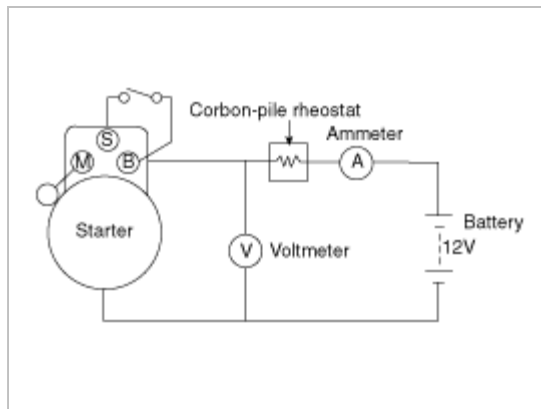 Corbon-pile rheostat
Ammeter
S
M
B
A
Starter
V
Voltmeter
Battery
12V